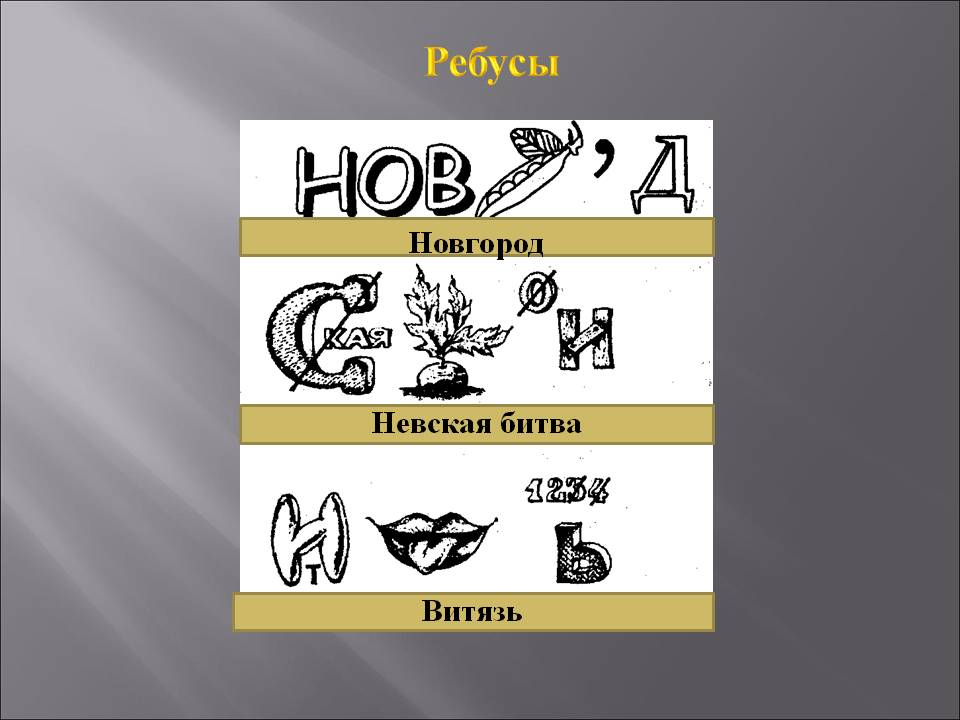 Ребусы
НОВ , Д
Новгород
С КАЯ О И
Невская битва
1234
И Т Ь
Витязь